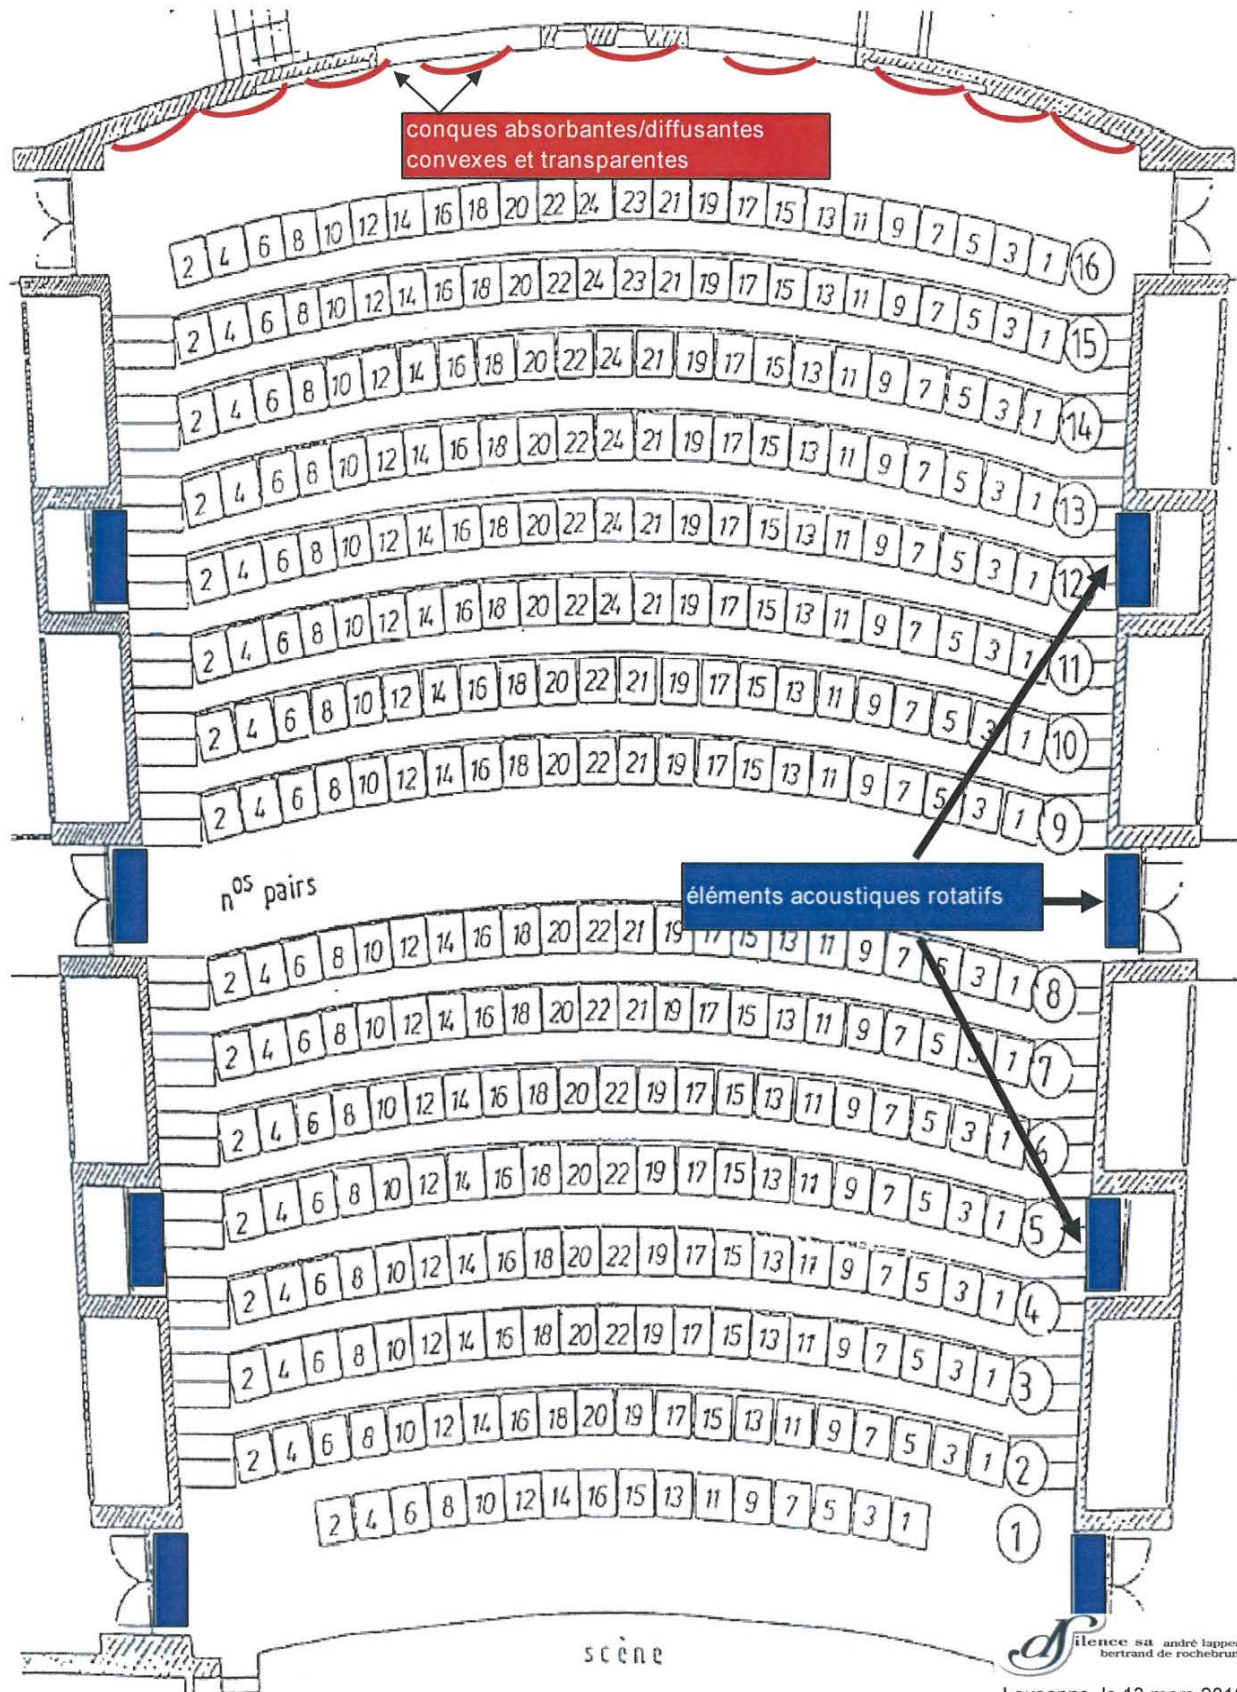 conques absorbantes/diffusantes
convexes et transparentes
2 4 6 8 10 12 14 16 18 20 22 24 23 21 19 17 15 13 11 9 7 5 3 1 16
2 4 6 8 10 12 14 16 18 20 22 24 23 21 19 17 15 13 11 9 7 5 3 1 15
2 4 6 8 10 12 14 16 18 20 22 24 21 19 17 15 13 11 9 7 5 3 1 14
2 4 6 8 10 12 14 16 18 20 22 24 21 19 17 15 13 11 9 7 5 3 1 13
2 4 6 8 10 12 14 16 18 20 22 24 21 19 17 15 13 11 9 7 5 3 1 12
2 4 6 8 10 12 14 16 18 20 22 24 21 19 17 15 13 11 9 7 5 3 1 11
2 4 6 8 10 12 14 16 18 20 22 21 19 17 15 13 11 9 7 5 3 1 10
2 4 6 8 10 12 14 16 18 20 22 21 19 17 15 13 11 9 7 5 3 1 9
nos pairs
éléments acoustiques rotatifs
2 4 6 8 10 12 14 16 18 20 22 21 19 17 15 13 11 9 7 5 3 1 8
2 4 6 8 10 12 14 16 18 20 22 21 19 17 15 13 11 9 7 5 3 1 7
2 4 6 8 10 12 14 16 18 20 22 19 17 15 13 11 9 7 5 3 1 6
2 4 6 8 10 12 14 16 18 20 22 19 17 15 13 11 9 7 5 3 1 5
2 4 6 8 10 12 14 16 18 20 22 19 17 15 13 11 9 7 5 3 1 4
2 4 6 8 10 12 14 16 18 20 22 19 17 15 13 11 9 7 5 3 1 3
2 4 6 8 10 12 14 16 18 20 19 17 15 13 11 9 7 5 3 1 2
2 4 6 8 10 12 14 16 15 13 11 9 7 5 3 1 1
scène
dSilence sa andré lappe
bertrand de rochebrun
Lausanne, le 13 mars